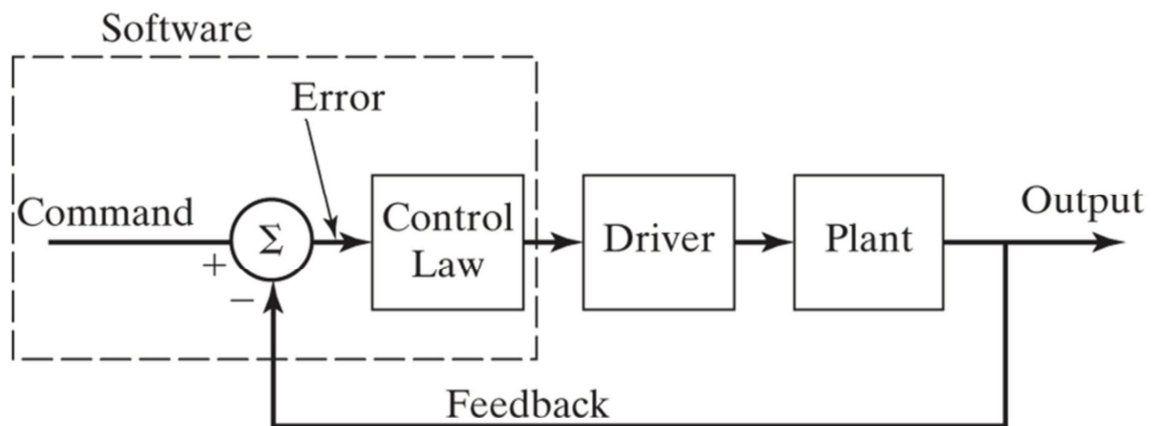 Software
Error
Command
Σ
+
−
Control
Law
Driver
Plant
Output
Feedback